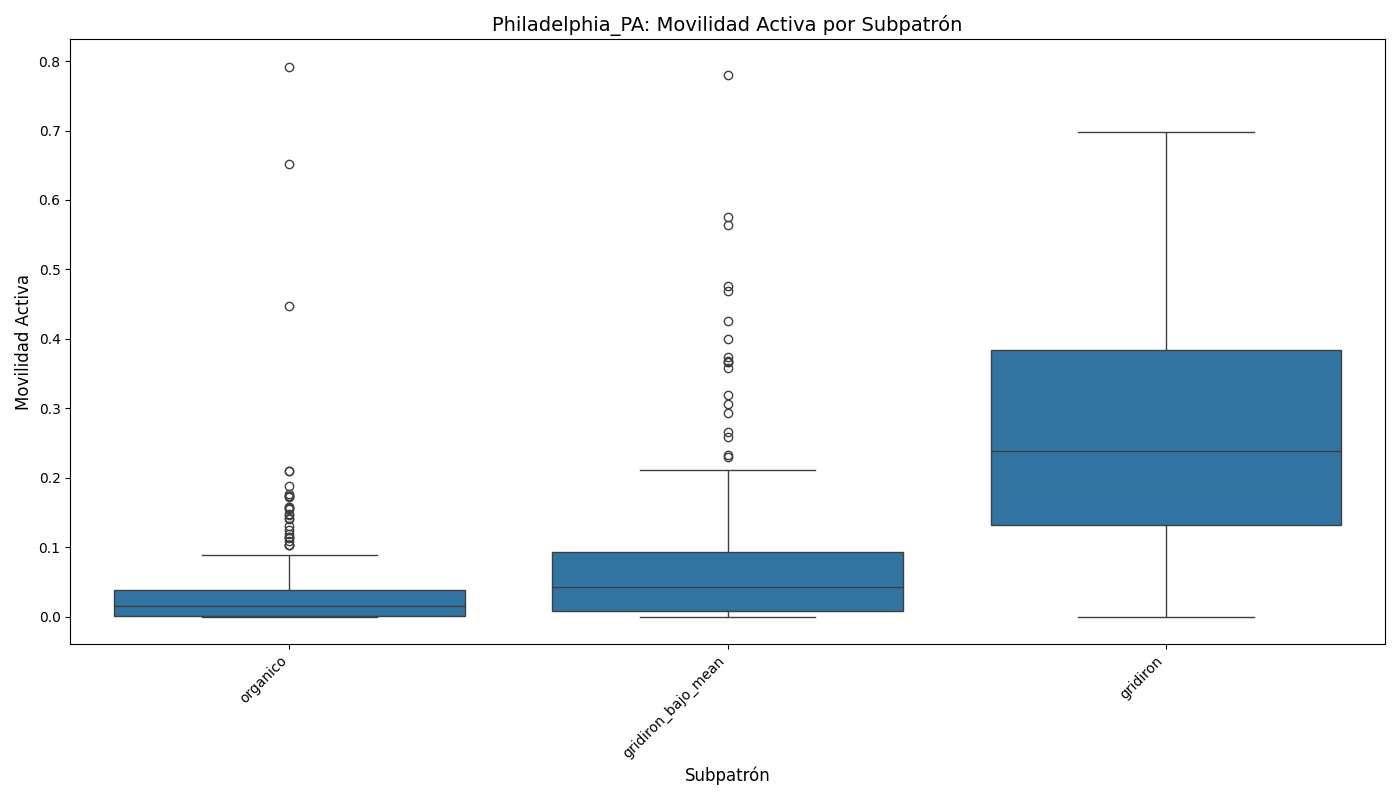 Philadelphia_PA: Movilidad Activa por Subpatrón
Movilidad Activa
0.8
0.7
0.6
0.5
0.4
0.3
0.2
0.1
0.0
organico
gridiron_bajo_mean
gridiron
Subpatrón